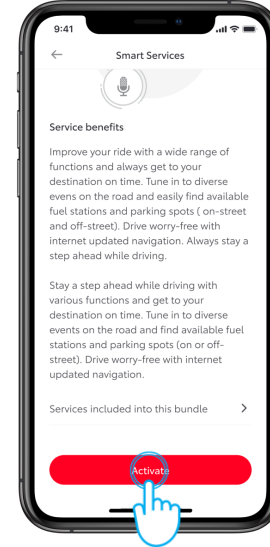 9:41
Smart Services
Service benefits
Improve your ride with a wide range of
functions and always get to your
destination on time. Tune in to diverse
evens on the road and easily find available
fuel stations and parking spots ( on-street
and off-street). Drive worry-free with
internet updated navigation. Always stay a
step ahead while driving.
Stay a step ahead while driving with
various functions and get to your
destination on time. Tune in to diverse
events on the road and find available fuel
stations and parking spots (on or off-
street). Drive worry-free with internet
updated navigation.
Services included into this bundle
Activate